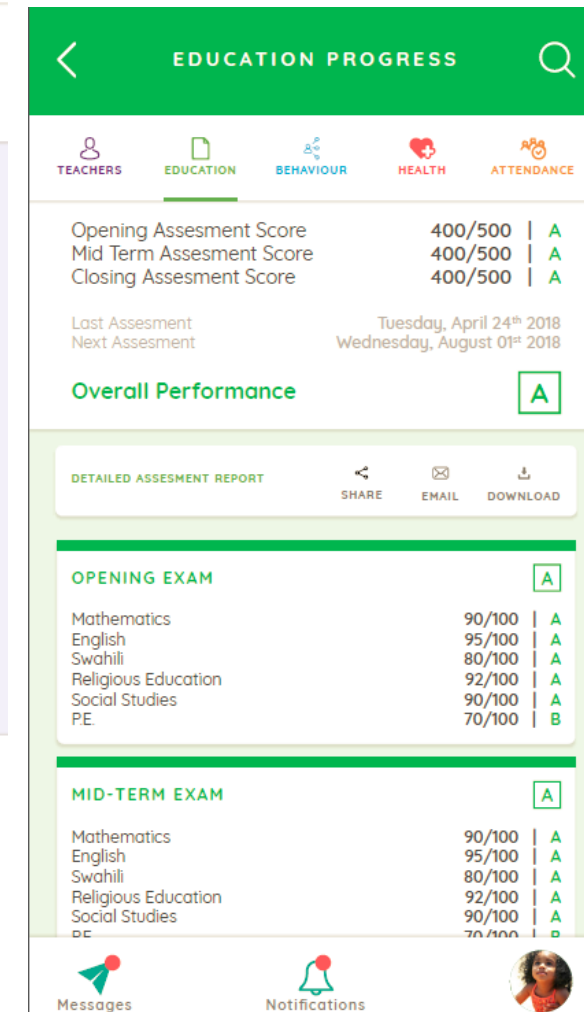 EDUCATION PROGRESS
TEACHERS EDUCATION BEHAVIOUR HEALTH ATTENDANCE
Opening Assesment Score 400/500 | A
Mid Term Assesment Score 400/500 | A
Closing Assesment Score 400/500 | A
Last Assesment Tuesday, April 24th 2018
Next Assesment Wednesday, August 01st 2018
Overall Performance A
DETAILED ASSESMENT REPORT SHARE EMAIL DOWNLOAD
OPENING EXAM A
Mathematics 90/100 | A
English 95/100 | A
Swahili 80/100 | A
Religious Education 92/100 | A
Social Studies 90/100 | A
P.E. 70/100 | B
MID-TERM EXAM A
Mathematics 90/100 | A
English 95/100 | A
Swahili 80/100 | A
Religious Education 92/100 | A
Social Studies 90/100 | A
P.E. 70/100 | B
Messages Notifications